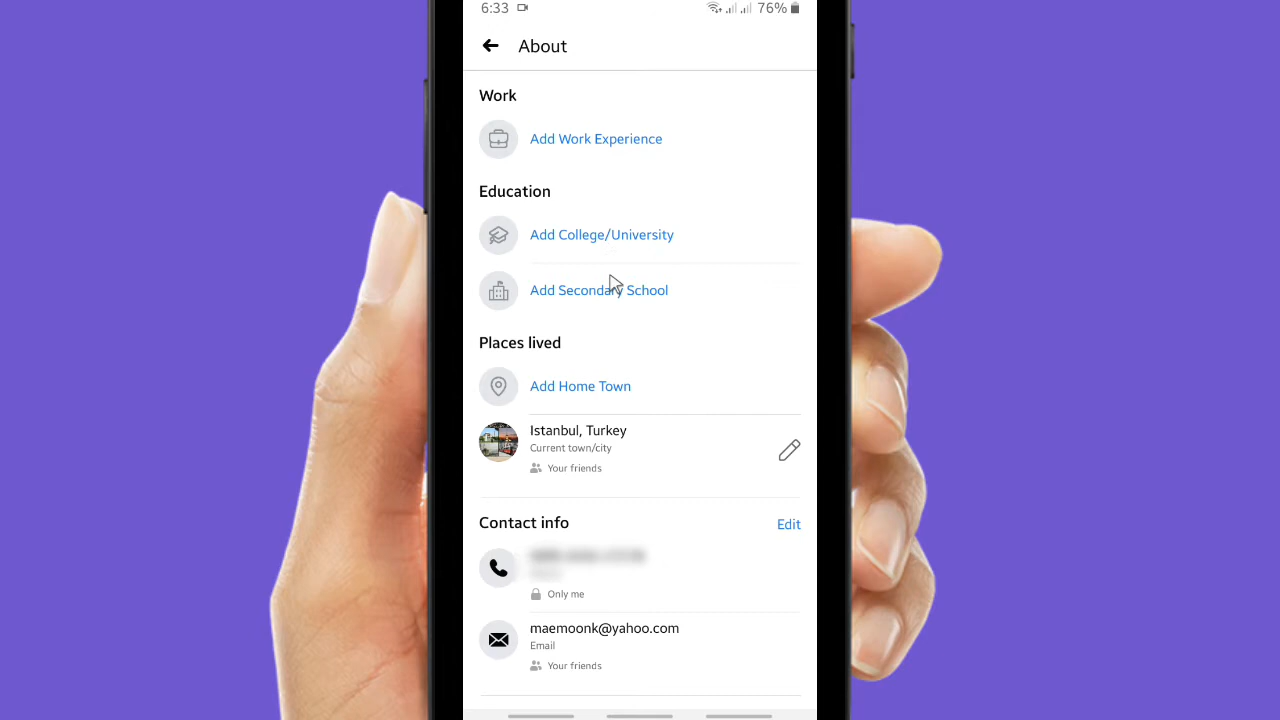 6:33
76%
About
Work
Add Work Experience
Education
Add College/University
Add Secondary School
Places lived
Add Home Town
Istanbul, Turkey
Current town/city
Your friends
Contact info
Edit
Only me
maemoonk@yahoo.com
Email
Your friends